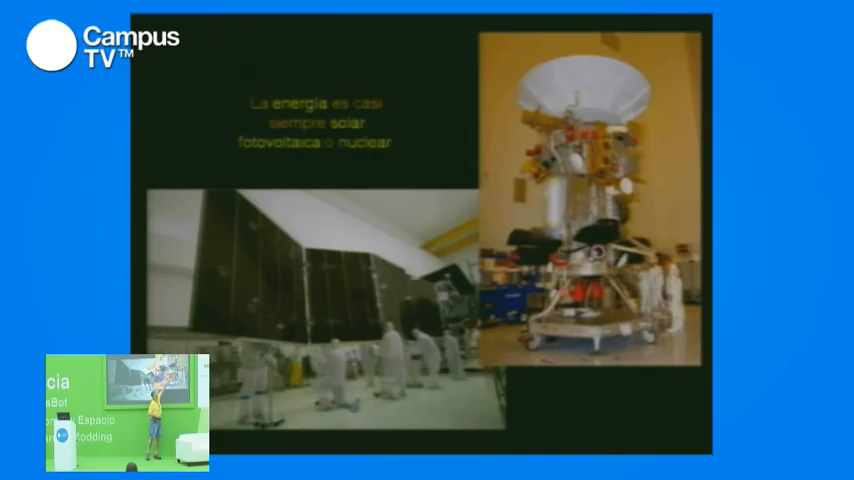 Campus
TV™
La energía es casi
siempre solar
fotovoltaica o nuclear
cia
sBot
Espacio
Modding